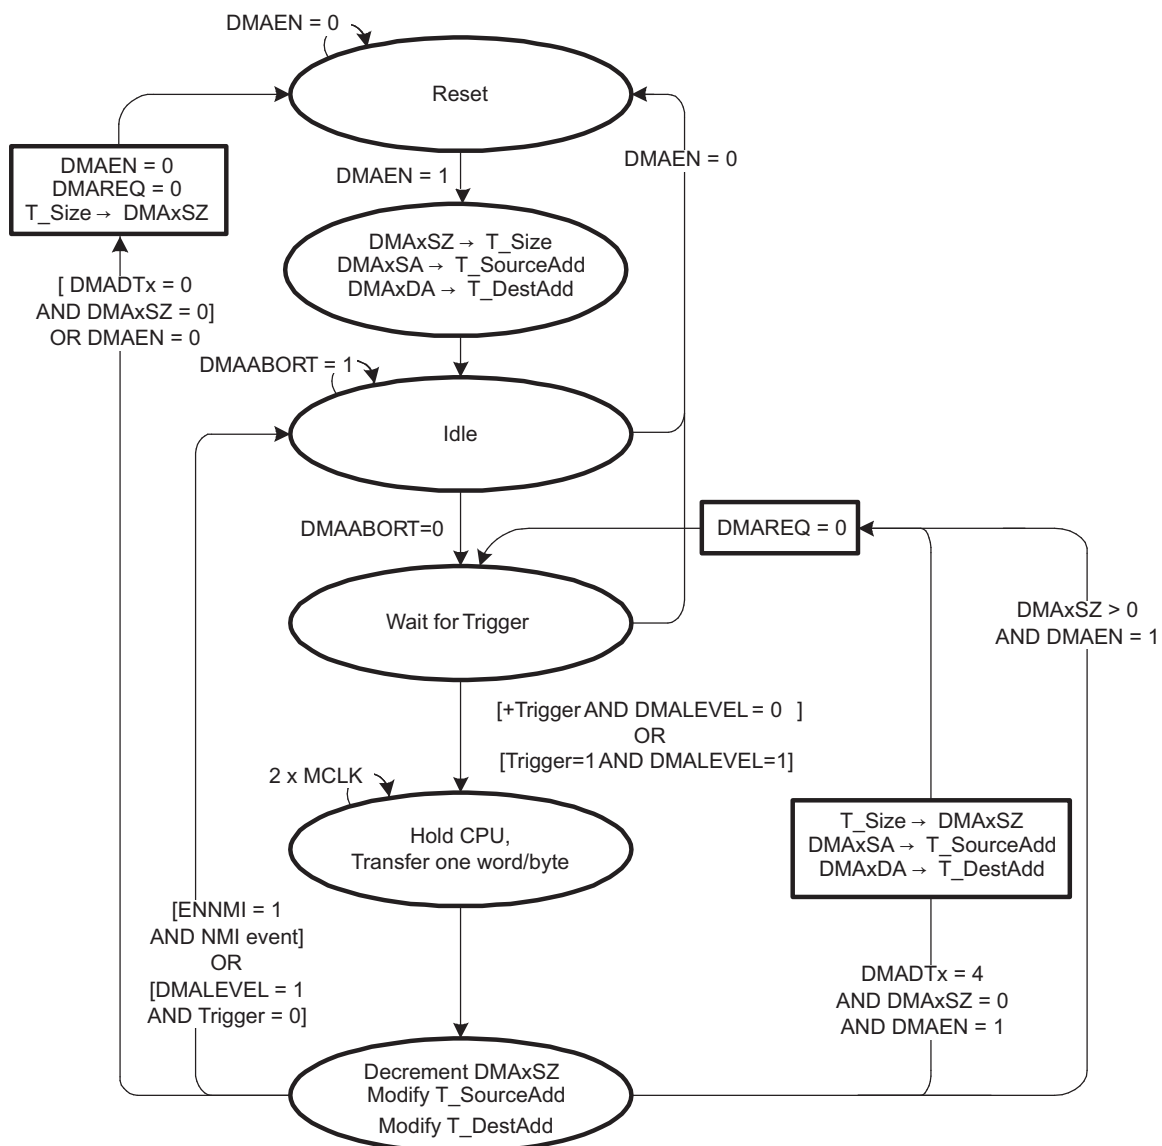 DMAEN = 0
Reset
DMAEN = 0
DMAREQ = 0
T_Size → DMAxSZ
DMAEN = 1
DMAEN = 0
DMAxSZ → T_Size
DMAxSA → T_SourceAdd
DMAxDA → T_DestAdd
[ DMADTx = 0
AND DMAxSZ = 0]
OR DMAEN = 0
DMAABORT = 1
Idle
DMAABORT=0
DMAREQ = 0
Wait for Trigger
DMAxSZ > 0
AND DMAEN = 1
[+Trigger AND DMALEVEL = 0 ]
OR
[Trigger=1 AND DMALEVEL=1]
2 x MCLK
Hold CPU,
Transfer one word/byte
T_Size → DMAxSZ
DMAxSA → T_SourceAdd
DMAxDA → T_DestAdd
[ENNMI = 1
AND NMI event]
OR
[DMALEVEL = 1
AND Trigger = 0]
DMADTx = 4
AND DMAxSZ = 0
AND DMAEN = 1
Decrement DMAxSZ
Modify T_SourceAdd
Modify T_DestAdd